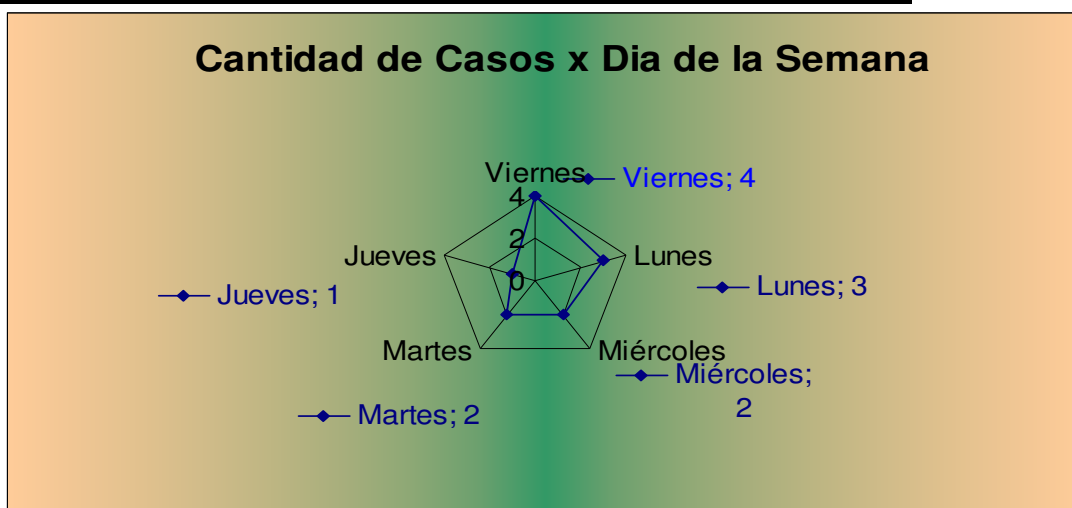 Cantidad de Casos x Dia de la Semana
Viernes
Viernes; 4
4
2
Jueves
Lunes
0
Jueves; 1
Lunes; 3
Martes
Miércoles
Miércoles;
2
Martes; 2